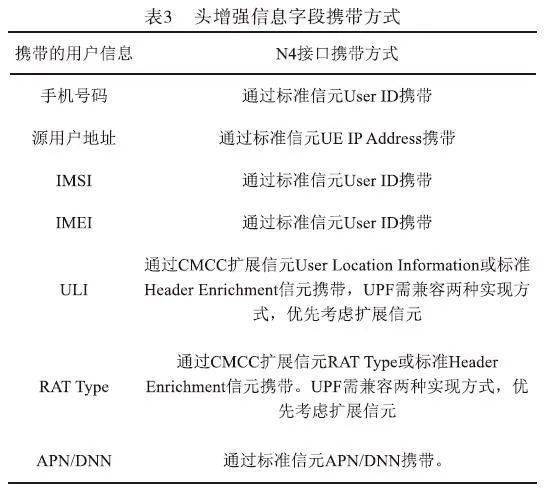 表3 头增强信息字段携带方式
携带的用户信息 N4接口携带方式
手机号码 通过标准信元User ID携带
源用户地址 通过标准信元UE IP Address携带
IMSI 通过标准信元User ID携带
IMEI 通过标准信元User ID携带
通过CMCC扩展信元User Location Information或标准
ULI Header Enrichment信元携带，UPF需兼容两种实现方
式，优先考虑扩展信元
通过CMCC扩展信元RAT Type或标准Header
RAT Type Enrichment信元携带。UPF需兼容两种实现方式，优
先考虑扩展信元
APN/DNN 通过标准信元APN/DNN携带。